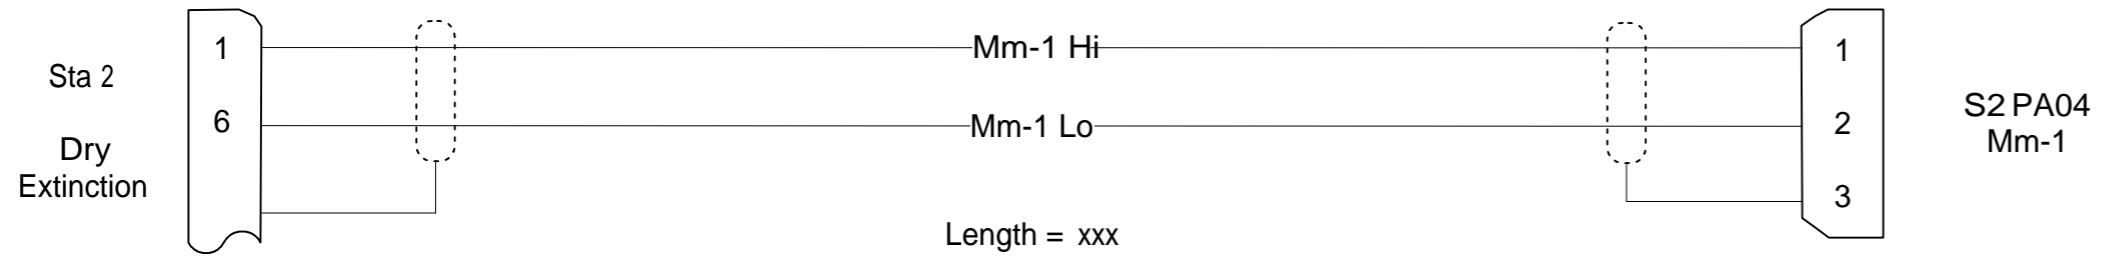 Sta 2
Dry
Extinction
1
6
Mm-1 Hi
Mm-1 Lo
Length = xxx
1
2
3
S2 PA04
Mm-1